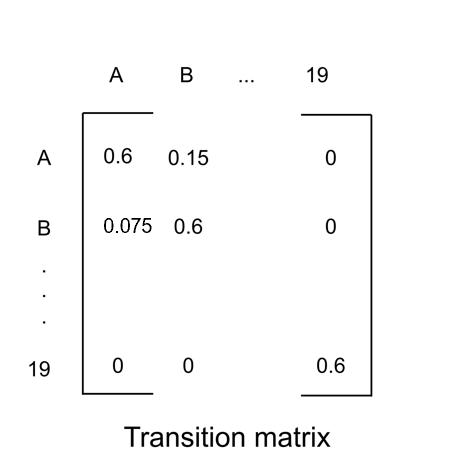 A B ... 19
A 0.6 0.15 0
B 0.075 0.6 0
.
.
.
19 0 0 0.6
Transition matrix